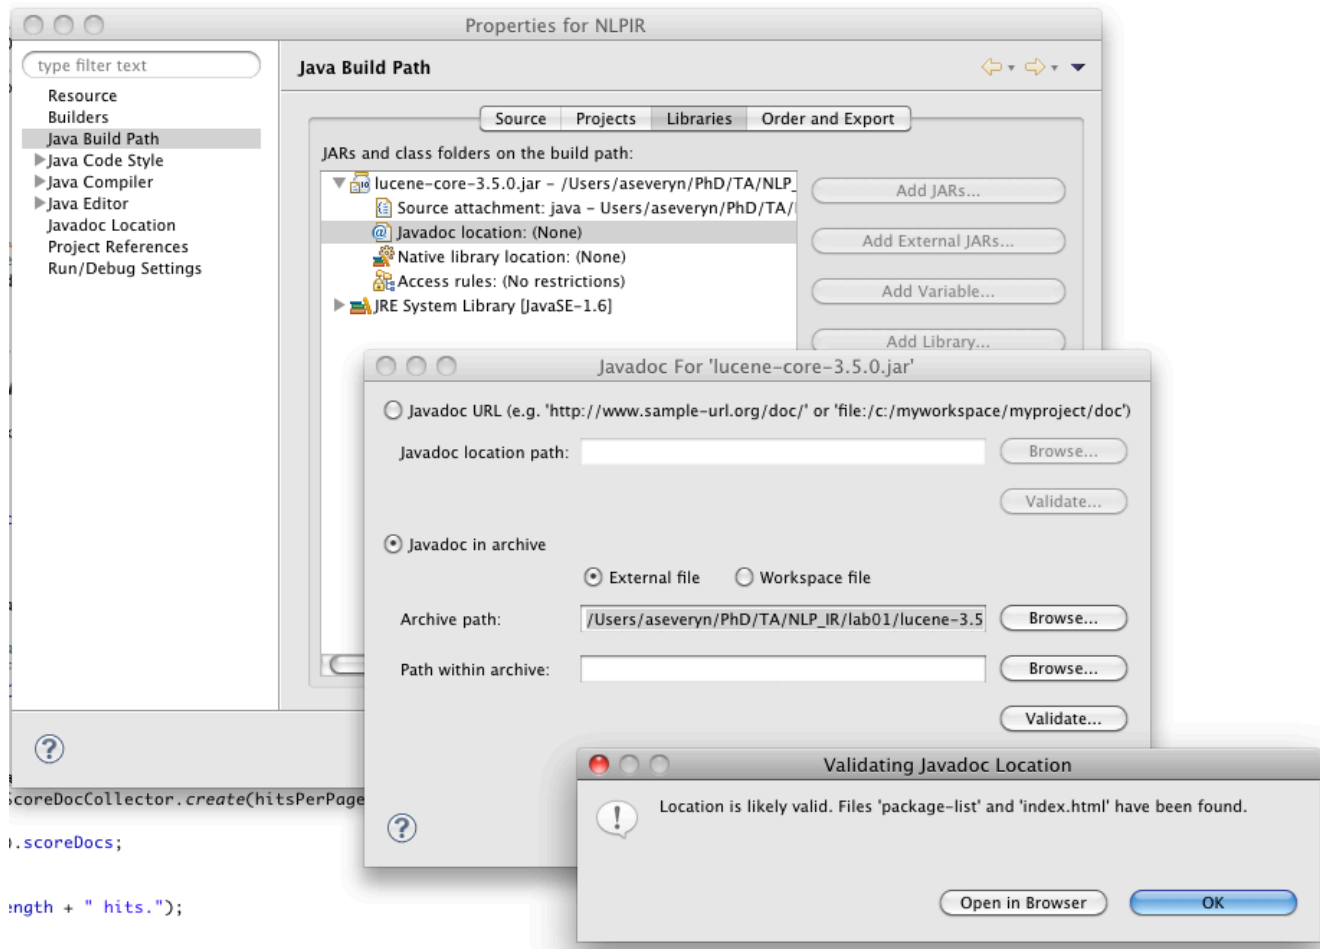 Properties for NLPIR
type filter text
Java Build Path
Resource
Builders
Java Build Path
Java Code Style
Java Compiler
Java Editor
Javadoc Location
Project References
Run/Debug Settings
Source Projects Libraries Order and Export
JARs and class folders on the build path:
lucene-core-3.5.0.jar - /Users/aseveryn/PhD/TA/NLP_
Source attachment: java - Users/aseveryn/PhD/TA/
Javadoc location: (None)
Native library location: (None)
Access rules: (No restrictions)
JRE System Library [JavaSE-1.6]
Add JARs...
Add External JARs...
Add Variable...
Add Library...
Javadoc For 'lucene-core-3.5.0.jar'
Javadoc URL (e.g. 'http://www.sample-url.org/doc/' or 'file:/c:/myworkspace/myproject/doc')
Javadoc location path: Browse...
Validate...
Javadoc in archive
External file Workspace file
Archive path: /Users/aseveryn/PhD/TA/NLP_IR/lab01/lucene-3.5 Browse...
Path within archive: Browse...
Validate...
Validating Javadoc Location
Location is likely valid. Files 'package-list' and 'index.html' have been found.
Open in Browser OK
ScoreDocCollector.create(hitsPerPage
.scoreDocs;
ength + " hits.");